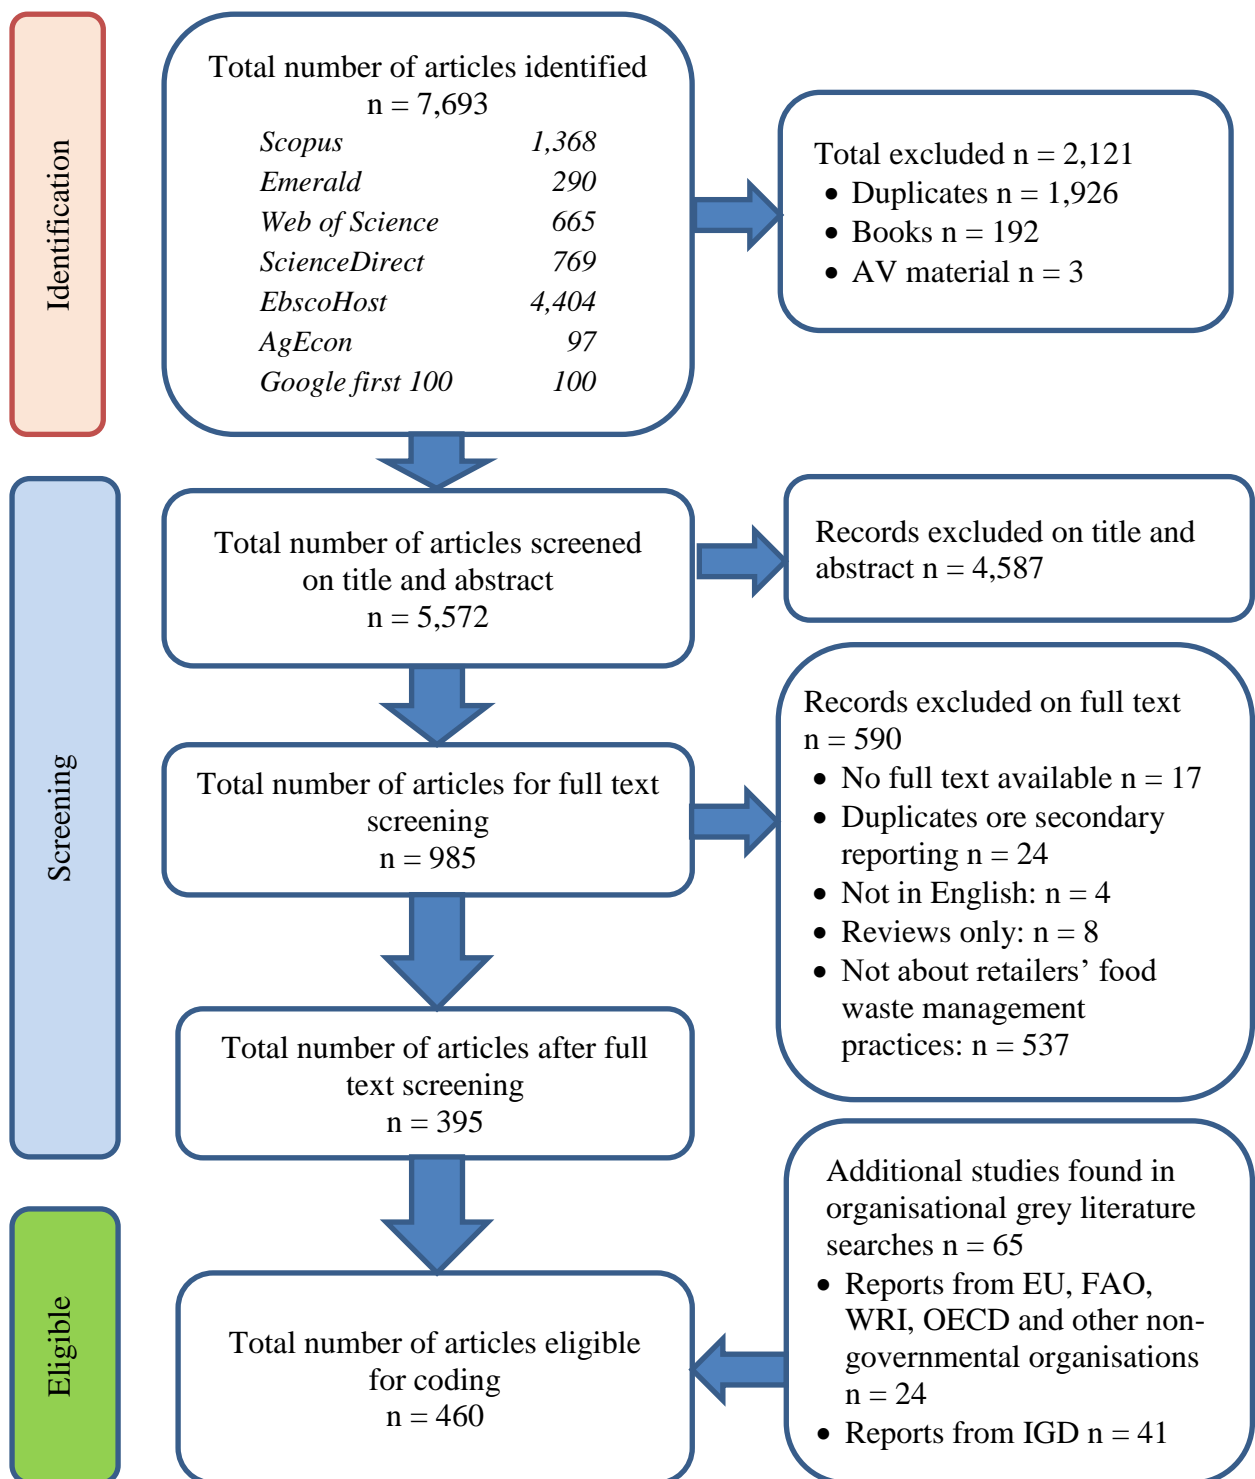 Identification
Total number of articles identified
n = 7,693
Scopus 1,368
Emerald 290
Web of Science 665
ScienceDirect 769
EbscoHost 4,404
AgEcon 97
Google first 100 100
Total excluded n = 2,121
• Duplicates n = 1,926
• Books n = 192
• AV material n = 3
Screening
Total number of articles screened
on title and abstract
n = 5,572
Records excluded on title and
abstract n = 4,587
Total number of articles for full text
screening
n = 985
Records excluded on full text
n = 590
• No full text available n = 17
• Duplicates ore secondary
reporting n = 24
• Not in English: n = 4
• Reviews only: n = 8
• Not about retailers’ food
waste management
practices: n = 537
Total number of articles after full
text screening
n = 395
Eligible
Additional studies found in
organisational grey literature
searches n = 65
• Reports from EU, FAO,
WRI, OECD and other non-
governmental organisations
n = 24
• Reports from IGD n = 41
Total number of articles eligible
for coding
n = 460